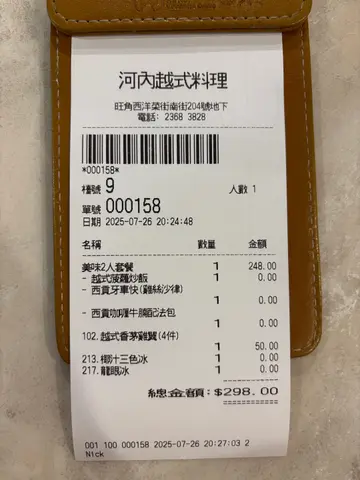 河內越式料理
旺角西洋菜街南街204號地下
電話: 2368 3828
*000158*
檯號 9 人數 1
單號 000158
日期 2025-07-26 20:24:48
名稱 數量 金額
美味2人套餐 1 248.00
- 越式菠蘿炒飯 1 0.00
- 西貢牙車快(雞絲沙律)
1 0.00
- 西貢咖喱牛腩配法包
1 0.00
102. 越式香茅雞翼(4件)
1 50.00
213. 椰汁三色冰 1 0.00
217. 龍眼冰 1 0.00
總金額: $298.00
001 100 000158 2025-07-26 20:27:03 2
Nick